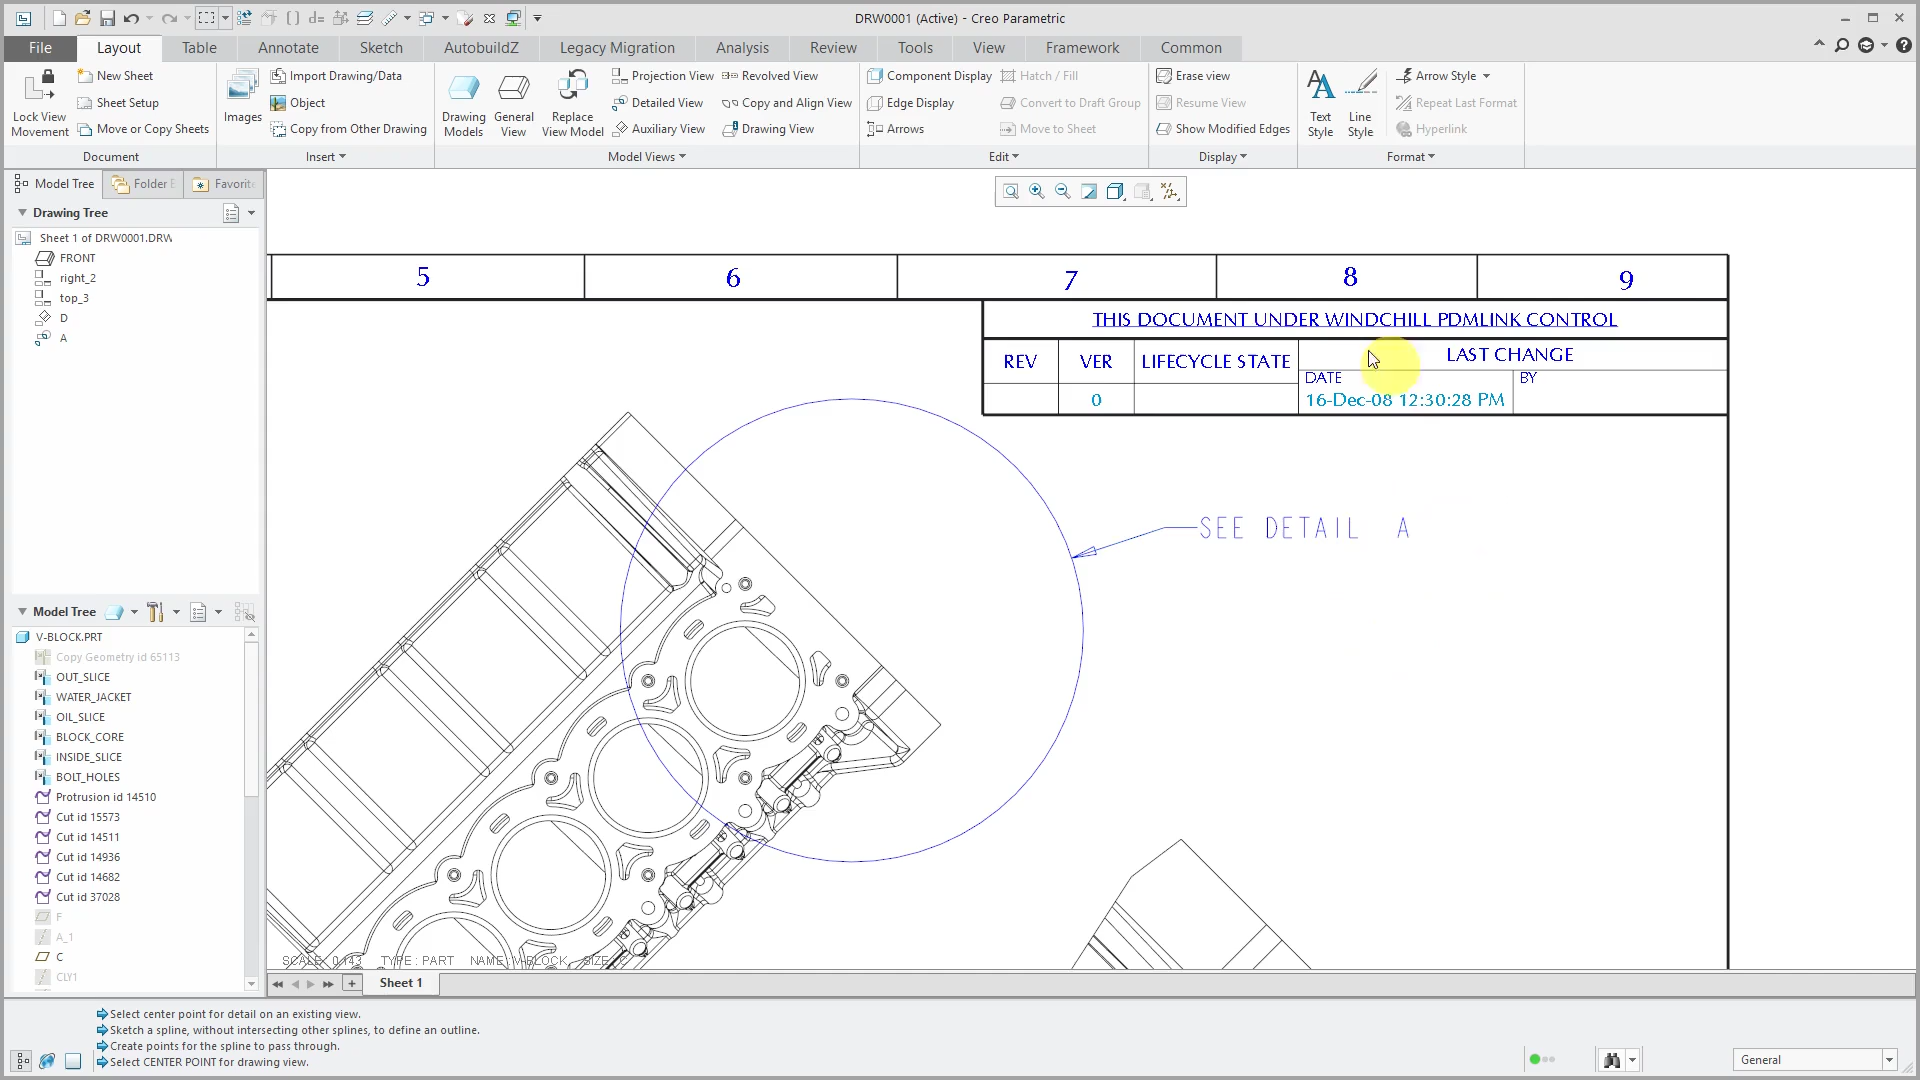 DRW0001 (Active) - Creo Parametric
File Layout Table Annotate Sketch AutobuildZ Legacy Migration Analysis Review Tools View Framework Common
Lock View Movement
New Sheet
Sheet Setup
Move or Copy Sheets
Document
Images
Import Drawing/Data
Object
Copy from Other Drawing
Insert
Drawing Models
General View
Replace View Model
Projection View
Detailed View
Auxiliary View
Revolved View
Copy and Align View
Drawing View
Model Views
Component Display
Edge Display
Arrows
Hatch / Fill
Convert to Draft Group
Move to Sheet
Edit
Erase view
Resume View
Show Modified Edges
Display
Text Style
Line Style
Arrow Style
Repeat Last Format
Hyperlink
Format
Model Tree Folder Favorite
Drawing Tree
Sheet 1 of DRW0001.DRW
FRONT
right_2
top_3
D
A
Model Tree
V-BLOCK.PRT
Copy Geometry id 65113
OUT_SLICE
WATER_JACKET
OIL_SLICE
BLOCK_CORE
INSIDE_SLICE
BOLT_HOLES
Protrusion id 14510
Cut id 15573
Cut id 14511
Cut id 14936
Cut id 14682
Cut id 37028
F
A_1
C
CLY1
5 6 7 8 9
THIS DOCUMENT UNDER WINDCHILL PDMLINK CONTROL
REV VER LIFECYCLE STATE LAST CHANGE
DATE BY
0 16-Dec-08 12:30:28 PM
SEE DETAIL A
SCALE : 0.143 TYPE : PART NAME : V-BLOCK SIZE : C
Sheet 1
Select center point for detail on an existing view.
Sketch a spline, without intersecting other splines, to define an outline.
Create points for the spline to pass through.
Select CENTER POINT for drawing view.
General